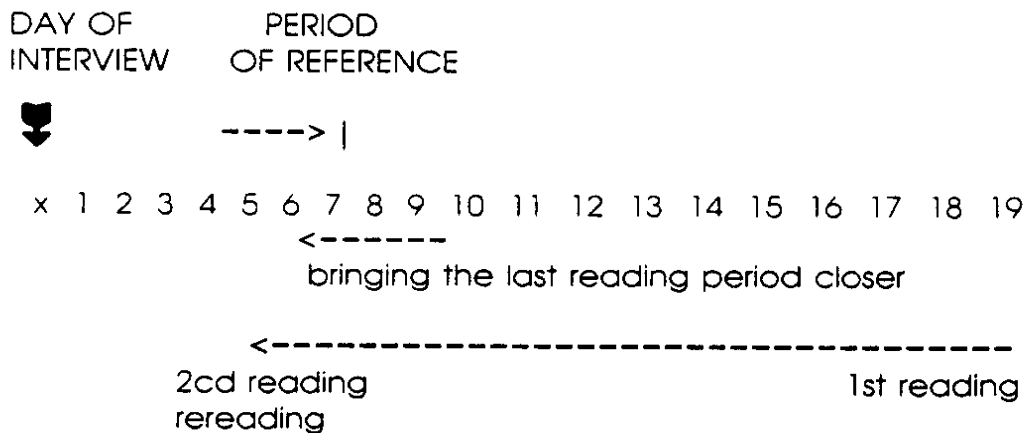 DAY OF PERIOD
INTERVIEW OF REFERENCE
----> |
x 1 2 3 4 5 6 7 8 9 10 11 12 13 14 15 16 17 18 19
<------
bringing the last reading period closer
<-----------------------------------------
2cd reading 1st reading
rereading